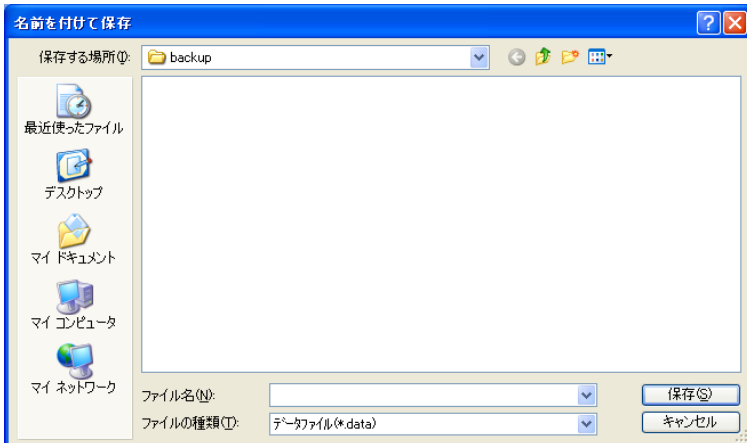 名前を付けて保存
保存する場所(I):
backup
最近使ったファイル
デスクトップ
マイ ドキュメント
マイ コンピュータ
マイ ネットワーク
ファイル名(N):
保存(S)
ファイルの種類(T):
データファイル(*.data)
キャンセル